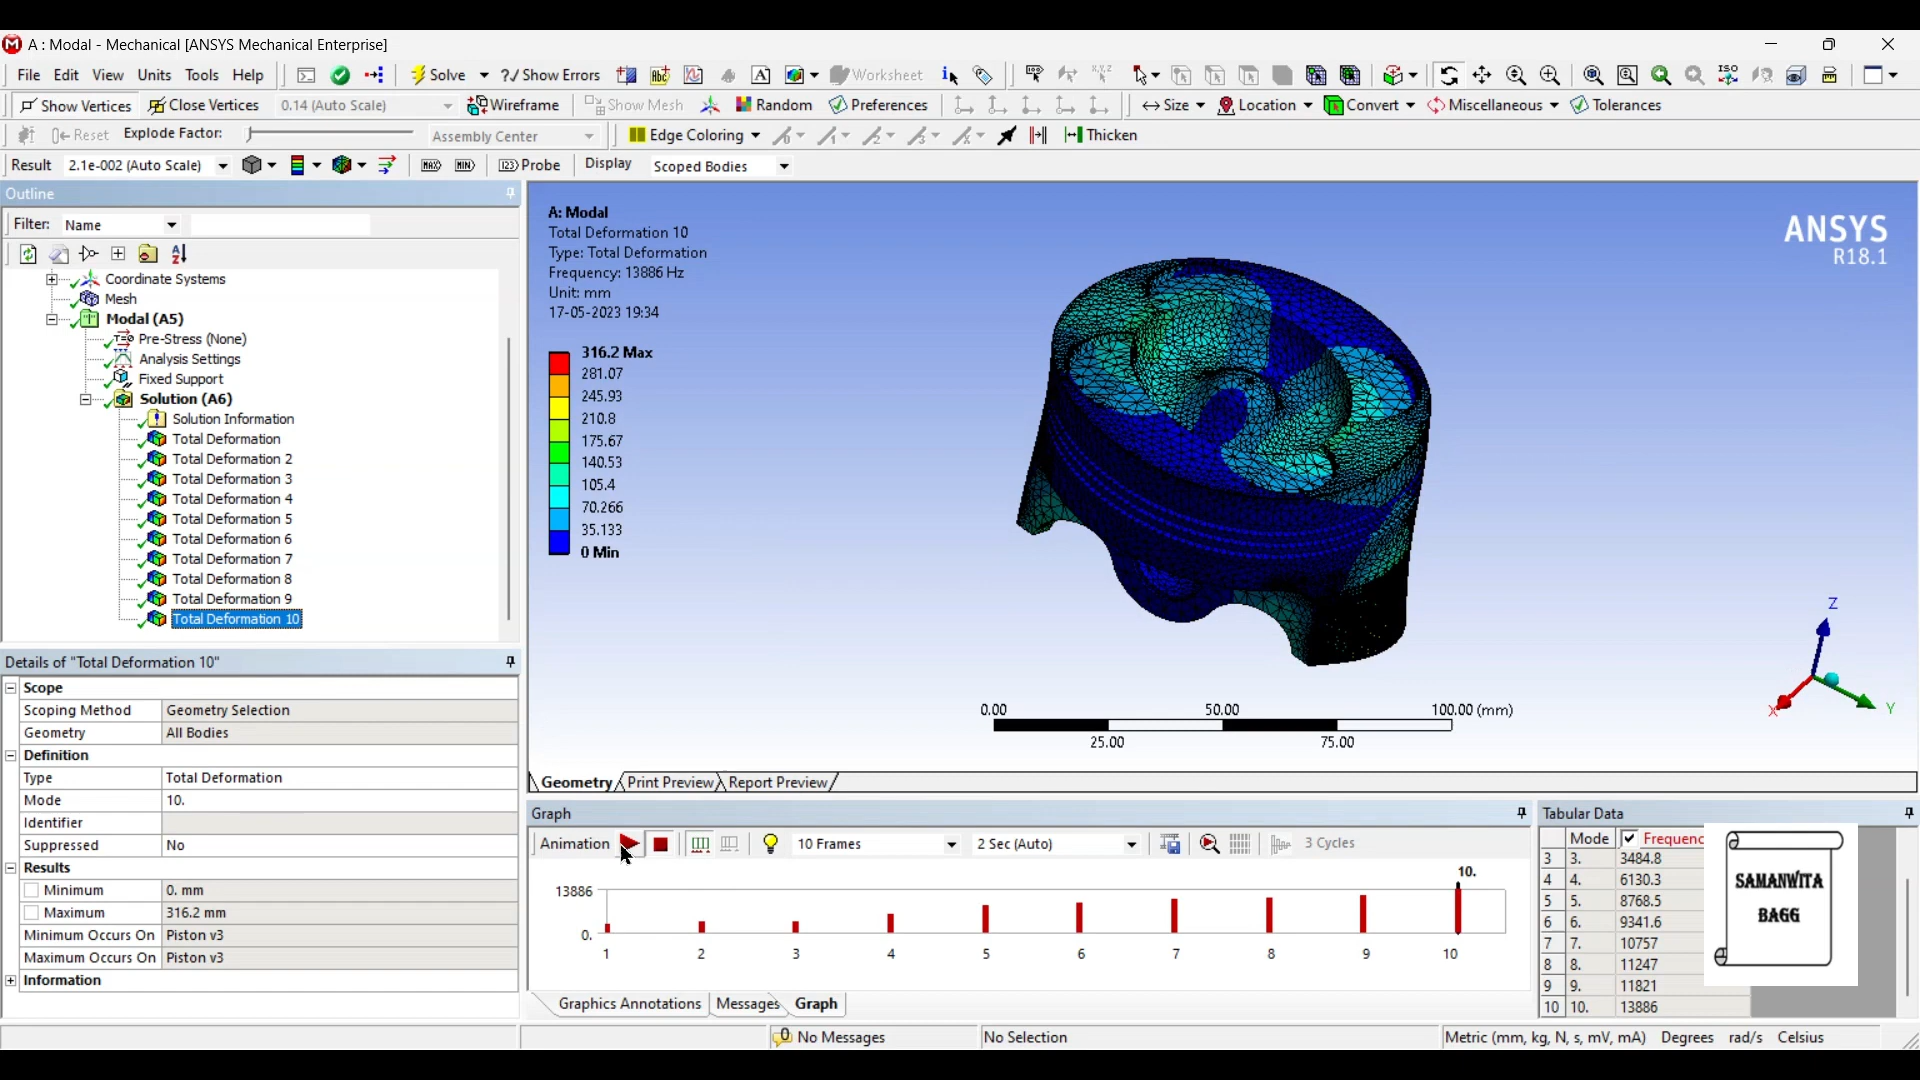 A : Modal - Mechanical [ANSYS Mechanical Enterprise]
File Edit View Units Tools Help Solve ?/ Show Errors Worksheet
Show Vertices Close Vertices 0.14 (Auto Scale) Wireframe Show Mesh Random Preferences Size Location Convert Miscellaneous Tolerances
Reset Explode Factor: Assembly Center Edge Coloring Thicken
Result 2.1e-002 (Auto Scale) MAX MIN Probe Display Scoped Bodies
Outline
Filter: Name
Coordinate Systems
Mesh
Modal (A5)
Pre-Stress (None)
Analysis Settings
Fixed Support
Solution (A6)
Solution Information
Total Deformation
Total Deformation 2
Total Deformation 3
Total Deformation 4
Total Deformation 5
Total Deformation 6
Total Deformation 7
Total Deformation 8
Total Deformation 9
Total Deformation 10
Details of "Total Deformation 10"
Scope
Scoping Method Geometry Selection
Geometry All Bodies
Definition
Type Total Deformation
Mode 10.
Identifier
Suppressed No
Results
Minimum 0. mm
Maximum 316.2 mm
Minimum Occurs On Piston v3
Maximum Occurs On Piston v3
Information
A: Modal
Total Deformation 10
Type: Total Deformation
Frequency: 13886 Hz
Unit: mm
17-05-2023 19:34
316.2 Max
281.07
245.93
210.8
175.67
140.53
105.4
70.266
35.133
0 Min
ANSYS
R18.1
Z
X
Y
0.00 50.00 100.00 (mm)
25.00 75.00
Geometry Print Preview Report Preview
Graph
Animation 10 Frames 2 Sec (Auto) 3 Cycles
10.
13886
0.
1 2 3 4 5 6 7 8 9 10
Graphics Annotations Messages Graph
Tabular Data
Mode Frequenc
3 3. 3484.8
4 4. 6130.3
5 5. 8768.5
6 6. 9341.6
7 7. 10757
8 8. 11247
9 9. 11821
10 10. 13886
SAMANWITA
BAGG
No Messages No Selection Metric (mm, kg, N, s, mV, mA) Degrees rad/s Celsius